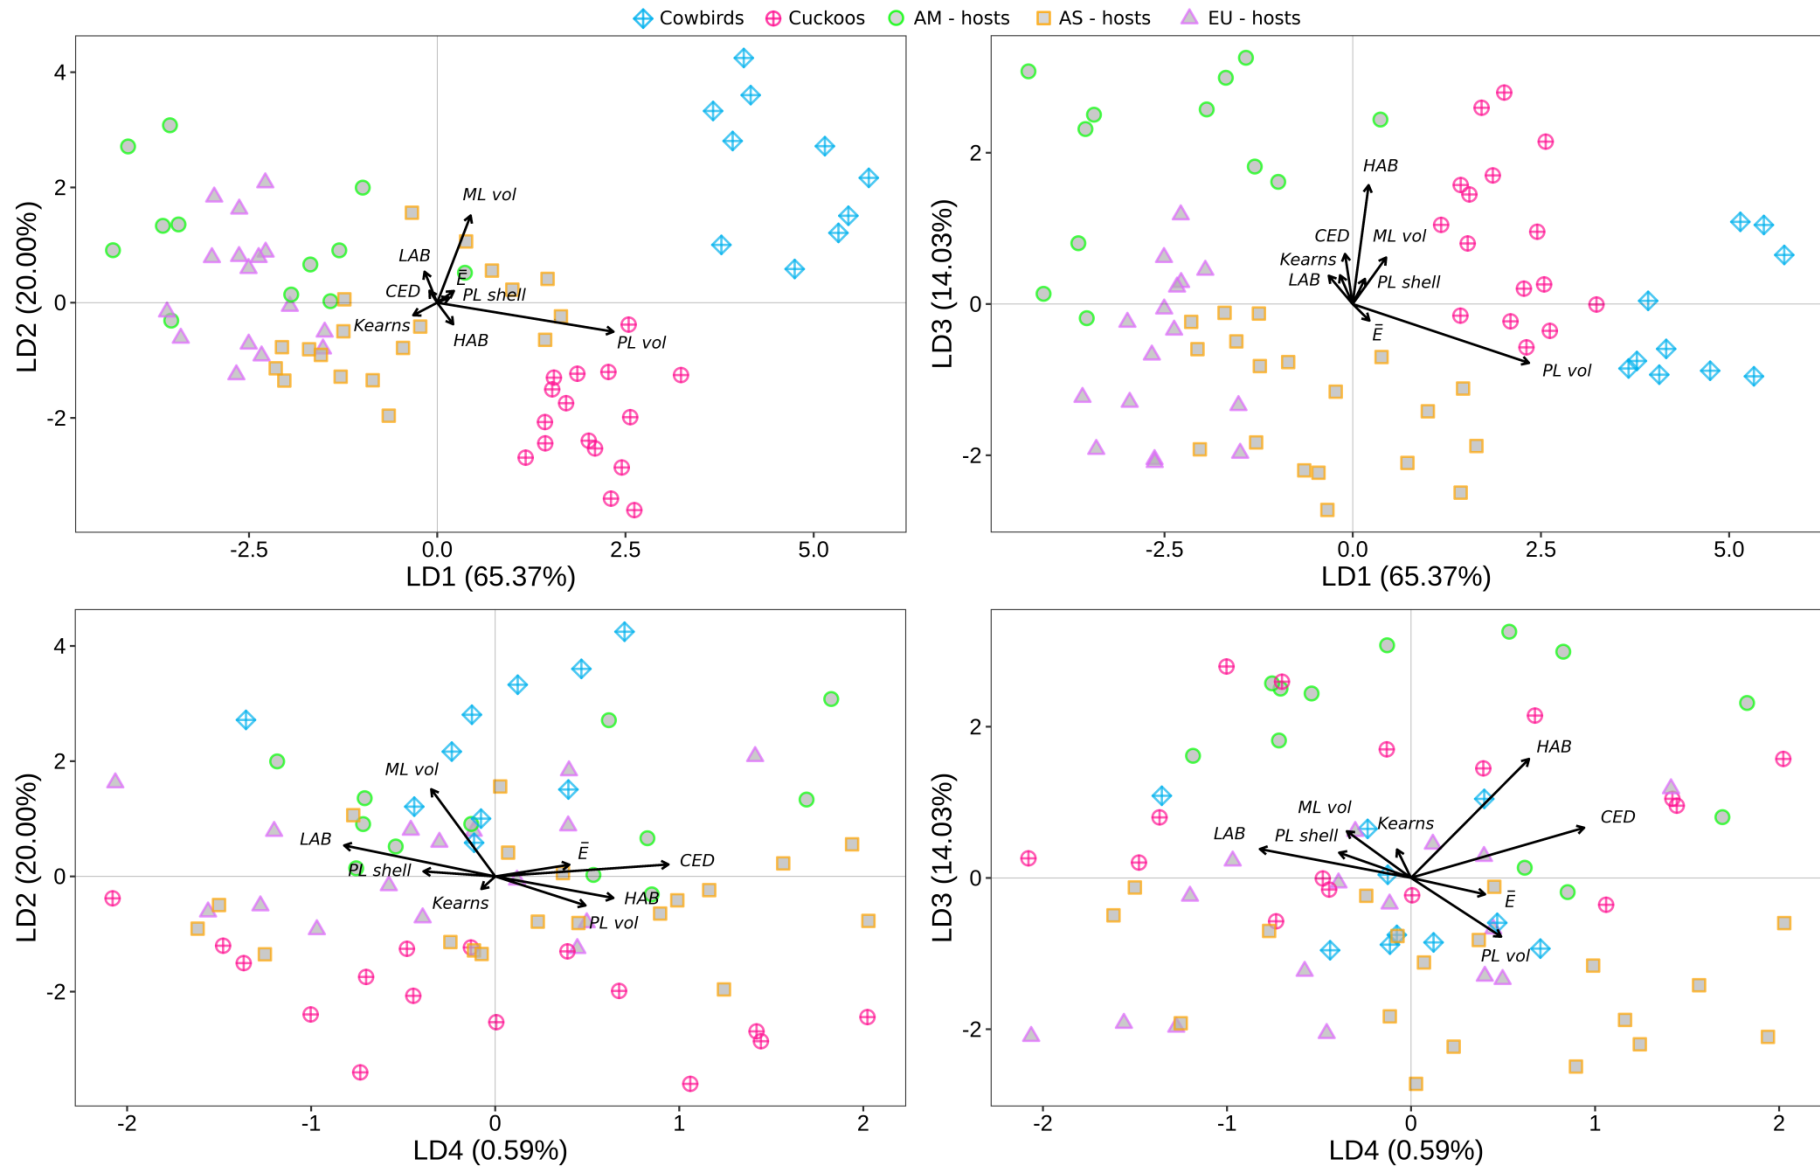 Cowbirds Cuckoos AM - hosts AS - hosts EU - hosts
4
2
0
-2
LD2 (20.00%)
ML vol
LAB
Ē
CED
PL shell
Kearns
HAB
PL vol
-2.5 0.0 2.5 5.0
LD1 (65.37%)
2
0
-2
LD3 (14.03%)
HAB
CED
ML vol
Kearns
LAB
PL shell
Ē
PL vol
-2.5 0.0 2.5 5.0
LD1 (65.37%)
4
2
0
-2
LD2 (20.00%)
ML vol
LAB
Ē
CED
PL shell
HAB
Kearns
PL vol
-2 -1 0 1 2
LD4 (0.59%)
2
0
-2
LD3 (14.03%)
HAB
ML vol
CED
Kearns
LAB
PL shell
Ē
PL vol
-2 -1 0 1 2
LD4 (0.59%)